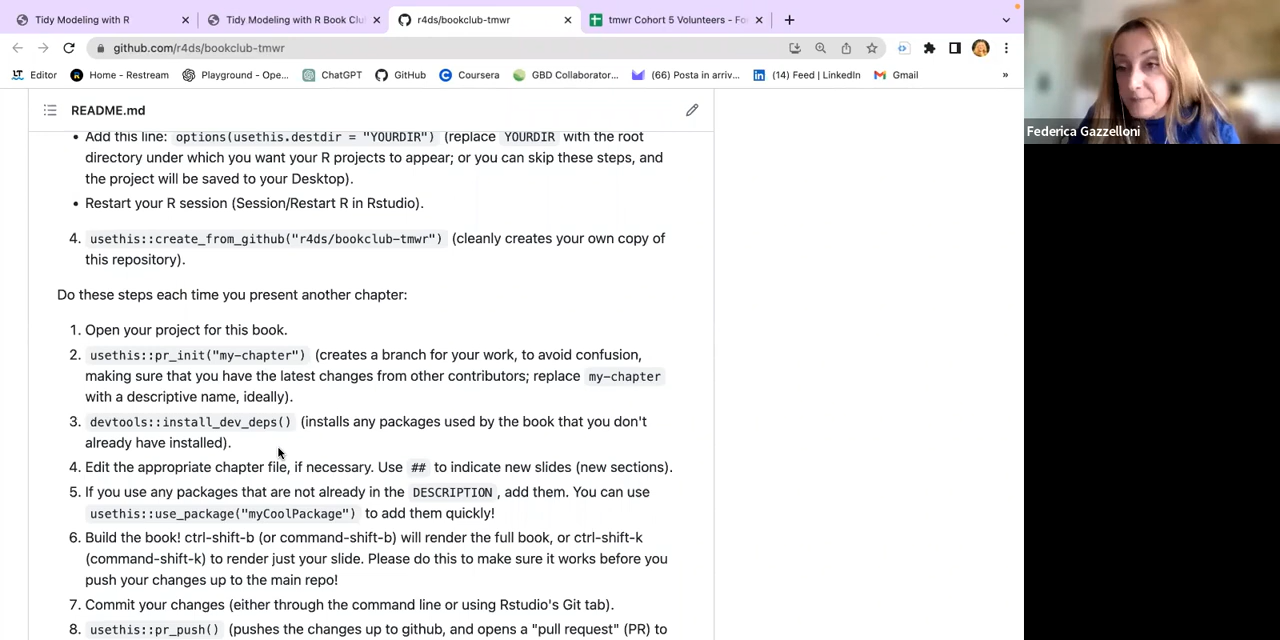 Tidy Modeling with R
Tidy Modeling with R Book Clu
r4ds/bookclub-tmwr
tmwr Cohort 5 Volunteers - Fo
github.com/r4ds/bookclub-tmwr
Editor
Home - Restream
Playground - Ope...
ChatGPT
GitHub
Coursera
GBD Collaborator...
(66) Posta in arriv...
(14) Feed | LinkedIn
Gmail
»
README.md
Federica Gazzelloni
• Add this line: options(usethis.destdir = "YOURDIR") (replace YOURDIR with the root
directory under which you want your R projects to appear; or you can skip these steps, and
the project will be saved to your Desktop).
• Restart your R session (Session/Restart R in Rstudio).
4. usethis::create_from_github("r4ds/bookclub-tmwr") (cleanly creates your own copy of
this repository).
Do these steps each time you present another chapter:
1. Open your project for this book.
2. usethis::pr_init("my-chapter") (creates a branch for your work, to avoid confusion,
making sure that you have the latest changes from other contributors; replace my-chapter
with a descriptive name, ideally).
3. devtools::install_dev_deps() (installs any packages used by the book that you don't
already have installed).
4. Edit the appropriate chapter file, if necessary. Use ## to indicate new slides (new sections).
5. If you use any packages that are not already in the DESCRIPTION, add them. You can use
usethis::use_package("myCoolPackage") to add them quickly!
6. Build the book! ctrl-shift-b (or command-shift-b) will render the full book, or ctrl-shift-k
(command-shift-k) to render just your slide. Please do this to make sure it works before you
push your changes up to the main repo!
7. Commit your changes (either through the command line or using Rstudio's Git tab).
8. usethis::pr_push() (pushes the changes up to github, and opens a "pull request" (PR) to